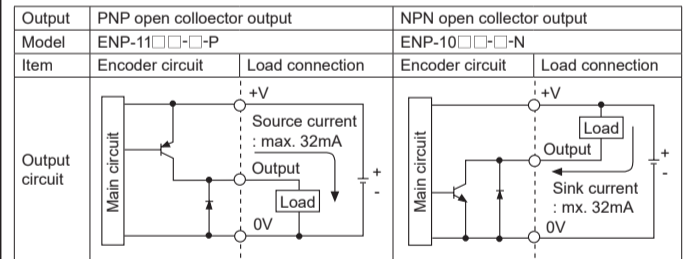 Output PNP open colloector output NPN open collector output
Model ENP-11□□-□-P ENP-10□□-□-N
Item Encoder circuit Load connection Encoder circuit Load connection
Output
circuit
Main circuit
+V
Source current
: max. 32mA
Output
Load
0V
+
-
Main circuit
+V
Load
Output
Sink current
: mx. 32mA
0V
+
-